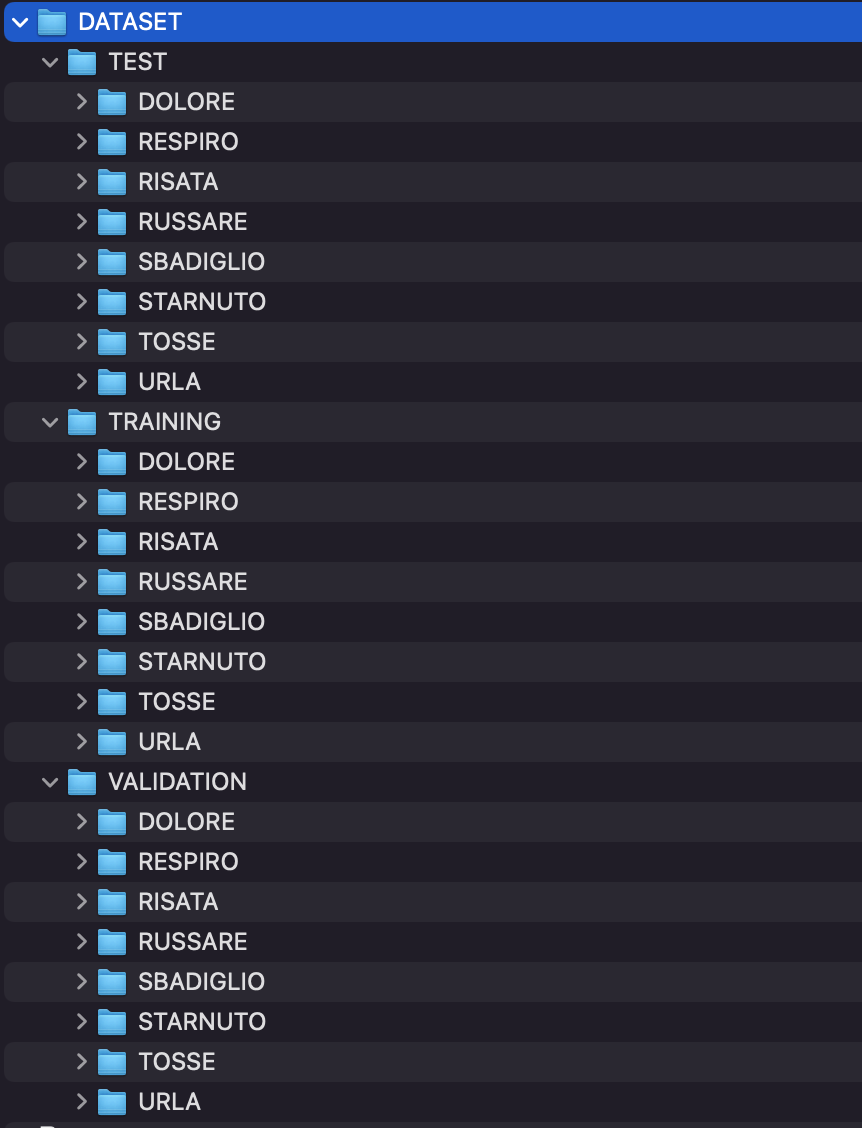 DATASET
TEST
DOLORE
RESPIRO
RISATA
RUSSARE
SBADIGLIO
STARNUTO
TOSSE
URLA
TRAINING
DOLORE
RESPIRO
RISATA
RUSSARE
SBADIGLIO
STARNUTO
TOSSE
URLA
VALIDATION
DOLORE
RESPIRO
RISATA
RUSSARE
SBADIGLIO
STARNUTO
TOSSE
URLA